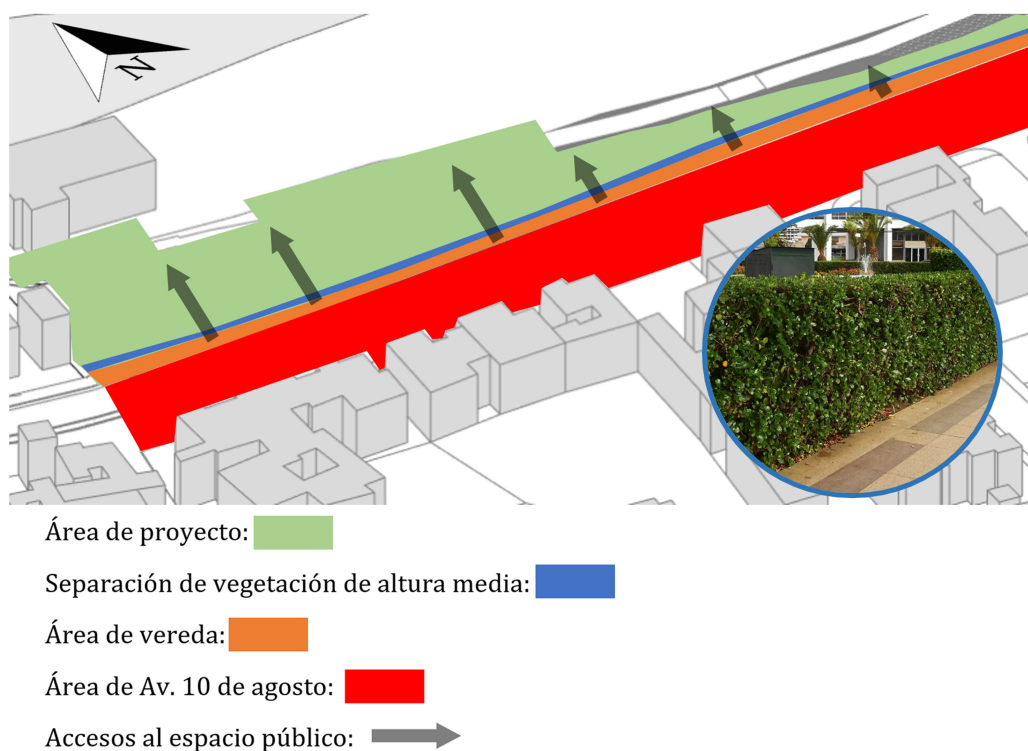 N
Área de proyecto:
Separación de vegetación de altura media:
Área de vereda:
Área de Av. 10 de agosto:
Accesos al espacio público: